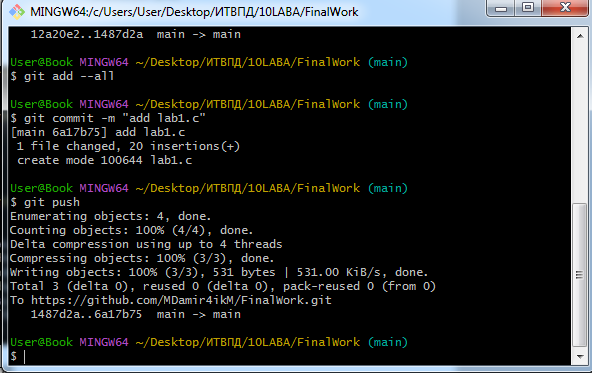 MINGW64:/c/Users/User/Desktop/ИТВПД/10LABA/FinalWork
12a20e2..1487d2a  main -> main
User@Book MINGW64 ~/Desktop/ИТВПД/10LABA/FinalWork (main)
$ git add --all
User@Book MINGW64 ~/Desktop/ИТВПД/10LABA/FinalWork (main)
$ git commit -m "add lab1.c"
[main 6a17b75] add lab1.c
 1 file changed, 20 insertions(+)
 create mode 100644 lab1.c
User@Book MINGW64 ~/Desktop/ИТВПД/10LABA/FinalWork (main)
$ git push
Enumerating objects: 4, done.
Counting objects: 100% (4/4), done.
Delta compression using up to 4 threads
Compressing objects: 100% (3/3), done.
Writing objects: 100% (3/3), 531 bytes | 531.00 KiB/s, done.
Total 3 (delta 0), reused 0 (delta 0), pack-reused 0 (from 0)
To https://github.com/MDamir4ikM/FinalWork.git
   1487d2a..6a17b75  main -> main
User@Book MINGW64 ~/Desktop/ИТВПД/10LABA/FinalWork (main)
$